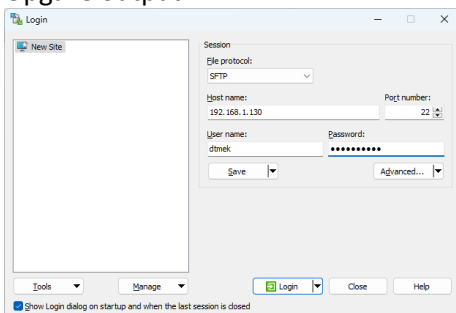 Login
New Site
Session
File protocol:
SFTP
Host name:
Port number:
192.168.1.130
22
User name:
Password:
dtmek
●●●●●●●●●●
Save
Advanced...
Tools
Manage
Login
Close
Help
Show Login dialog on startup and when the last session is closed